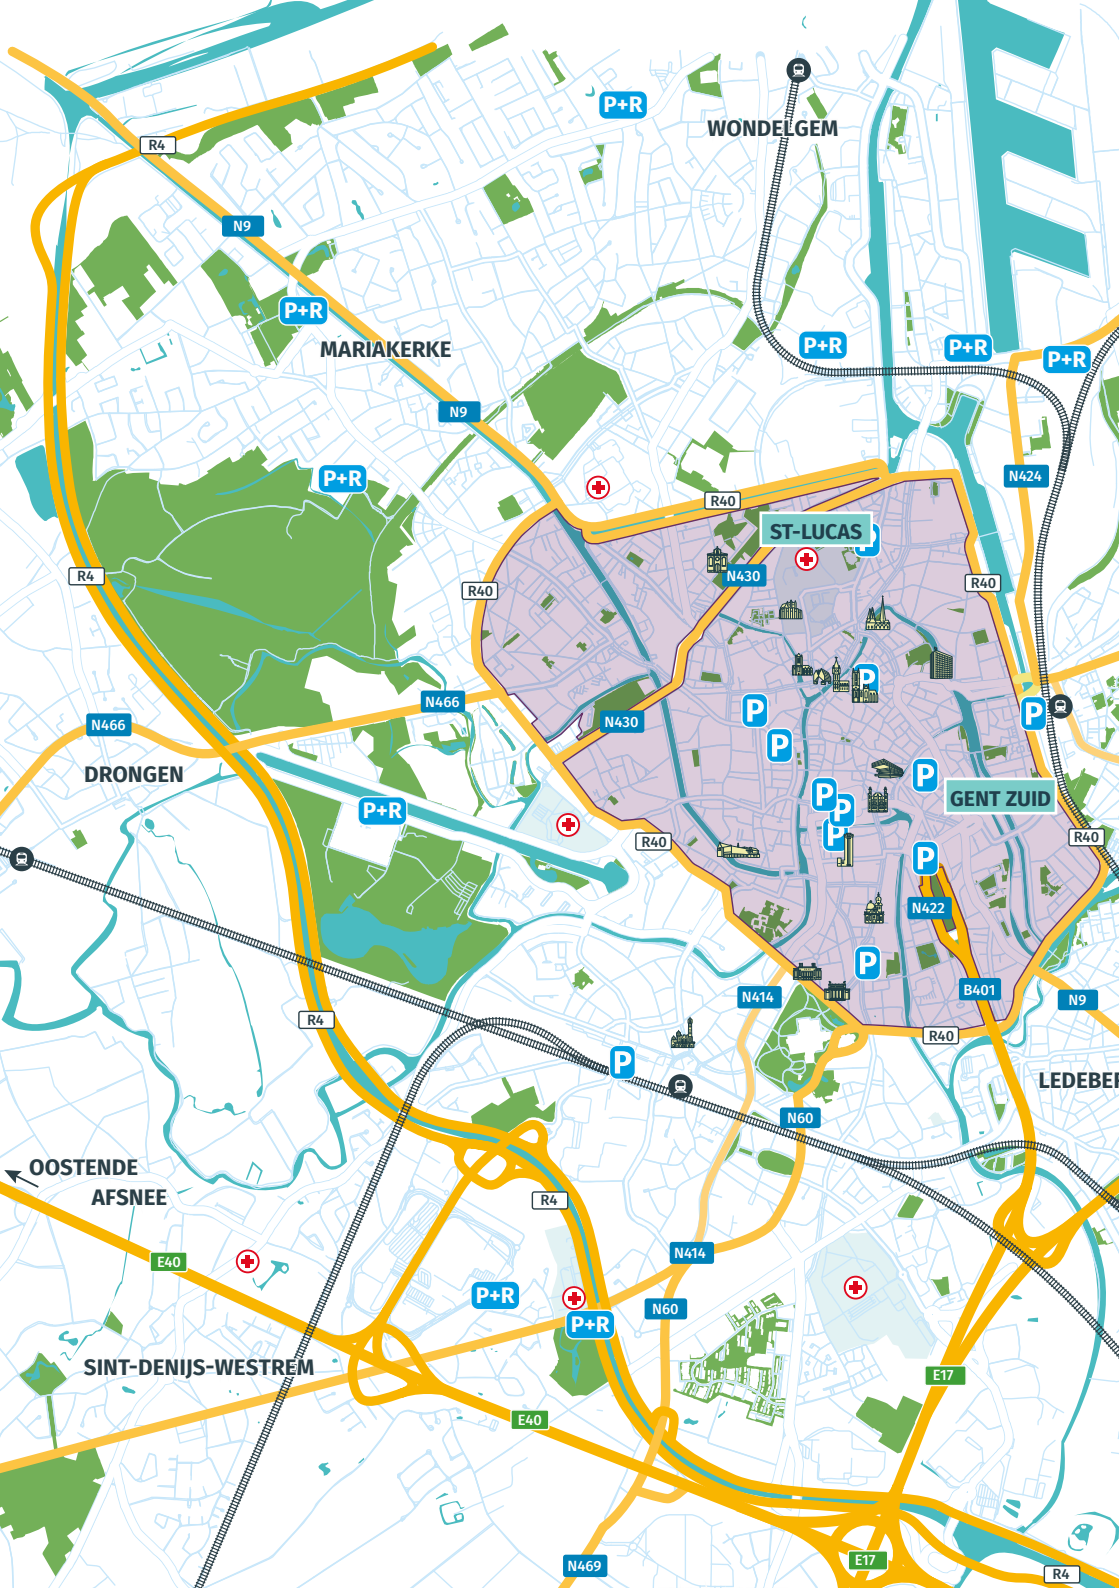 P+R
WONDELGEM
R4
N9
P+R
MARIAKERKE
P+R
P+R
P+R
N9
P+R
N424
R40
ST-LUCAS
P
R4
N430
R40
R40
P
N466
P
P
N430
N466
P
DRONGEN
P
P
GENT ZUID
P+R
P
P
R40
R40
P
N422
P
B401
N414
N9
R4
R40
P
LEDEBER
N60
OOSTENDE
AFSNEE
R4
N414
E40
P+R
N60
P+R
SINT-DENIJS-WESTREM
E17
E40
E17
N469
R4